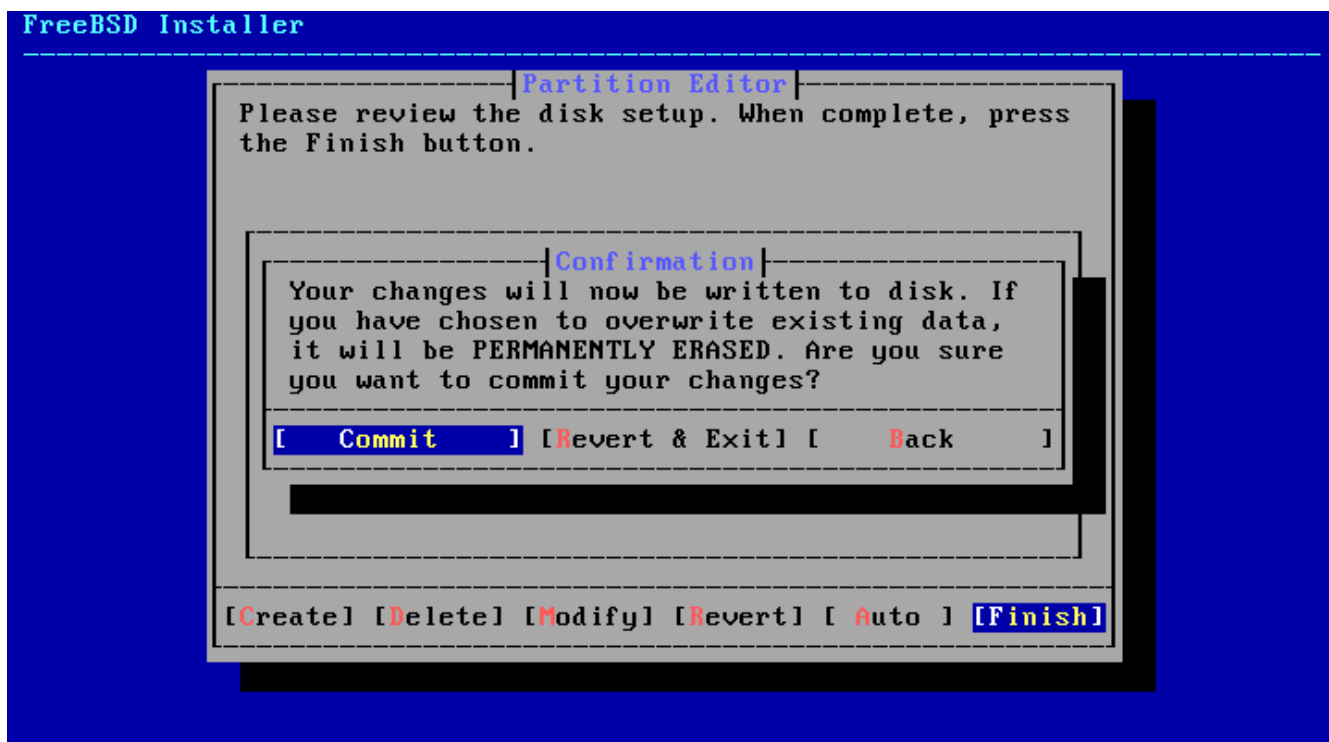 FreeBSD Installer
Partition Editor
Please review the disk setup. When complete, press
the Finish button.
Confirmation
Your changes will now be written to disk. If
you have chosen to overwrite existing data,
it will be PERMANENTLY ERASED. Are you sure
you want to commit your changes?
[ Commit ] [Revert & Exit] [ Back ]
[Create] [Delete] [Modify] [Revert] [ Auto ] [Finish]